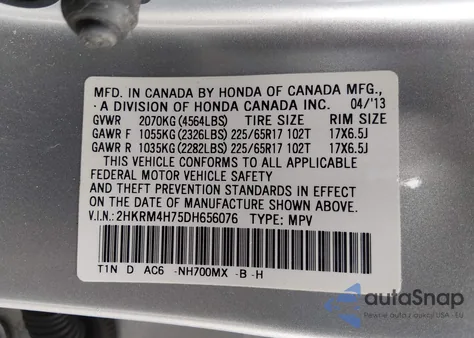 MFD. IN CANADA BY HONDA OF CANADA MFG.,
· A DIVISION OF HONDA CANADA INC. 04/'13
GVWR 2070KG (4564LBS) TIRE SIZE RIM SIZE
GAWR F 1055KG (2326LBS) 225/65R17 102T 17X6.5J
GAWR R 1035KG (2282LBS) 225/65R17 102T 17X6.5J
THIS VEHICLE CONFORMS TO ALL APPLICABLE
FEDERAL MOTOR VEHICLE SAFETY
AND THEFT PREVENTION STANDARDS IN EFFECT
ON THE DATE OF MANUFACTURE SHOWN ABOVE.
V.I.N.: 2HKRM4H75DH656076 TYPE: MPV
T1N D AC6 -NH700MX -B -H
autoSnap